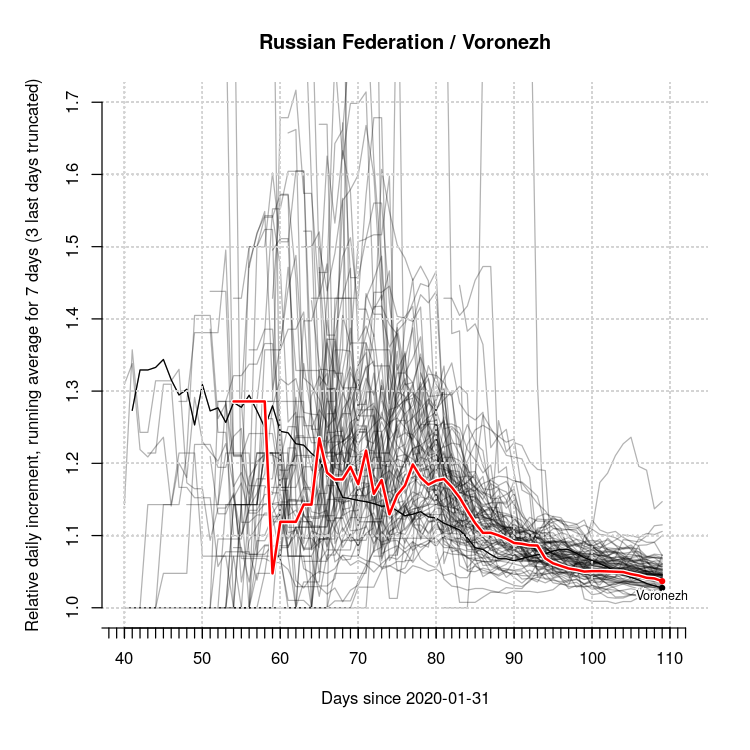 Russian Federation / Voronezh
Relative daily increment, running average for 7 days (3 last days truncated)
1.7
1.6
1.5
1.4
1.3
1.2
1.1
1.0
Voronezh
40 50 60 70 80 90 100 110
Days since 2020-01-31